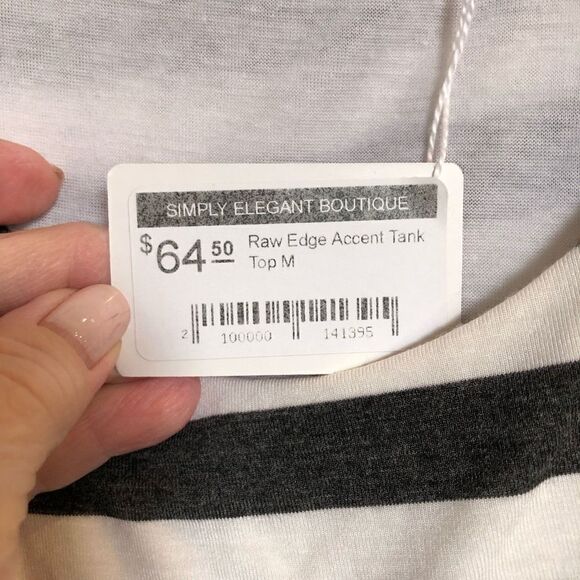 SIMPLY ELEGANT BOUTIQUE
$64.50 Raw Edge Accent Tank
Top M
2 100000 141395